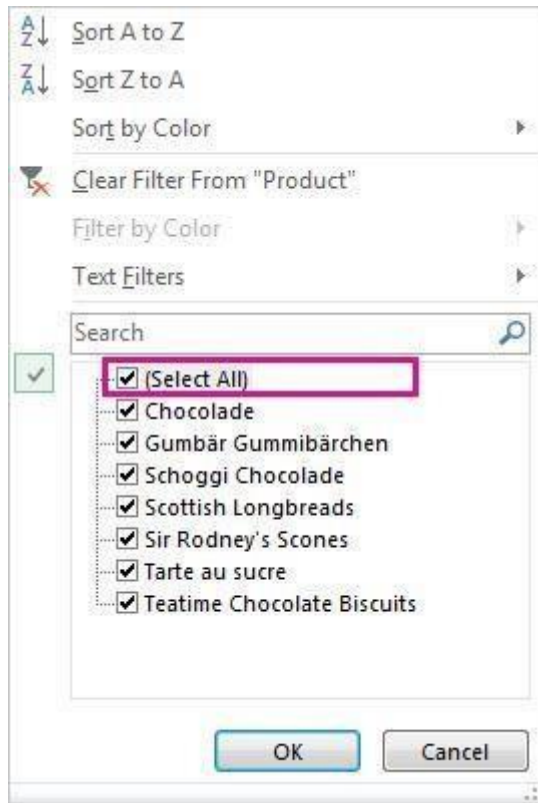 Sort A to Z
Sort Z to A
Sort by Color
Clear Filter From "Product"
Filter by Color
Text Filters
Search
(Select All)
Chocolade
Gumbär Gummibärchen
Schoggi Chocolade
Scottish Longbreads
Sir Rodney's Scones
Tarte au sucre
Teatime Chocolate Biscuits
OK Cancel